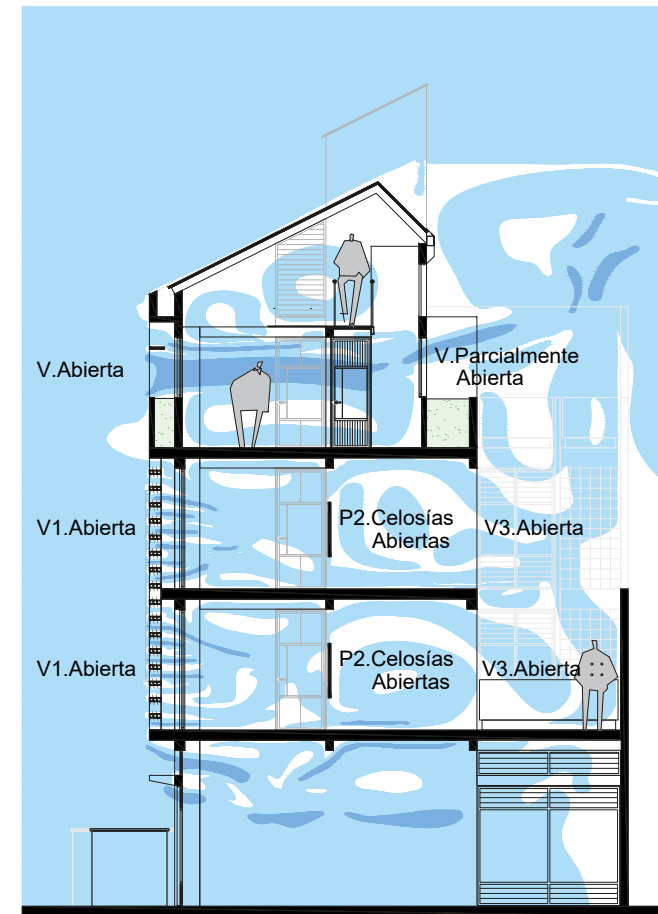 V.Abierta
V.Parcialmente
Abierta
V1.Abierta
P2.Celosías
Abiertas
V3.Abierta
V1.Abierta
P2.Celosías
Abiertas
V3.Abierta